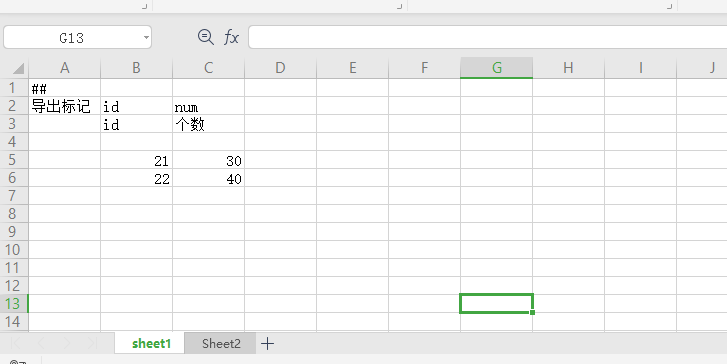 G13
fx
A B C D E F G H I J
1 ##
2 导出标记 id num
3 id 个数
4
5 21 30
6 22 40
7
8
9
10
11
12
13
14
sheet1 Sheet2